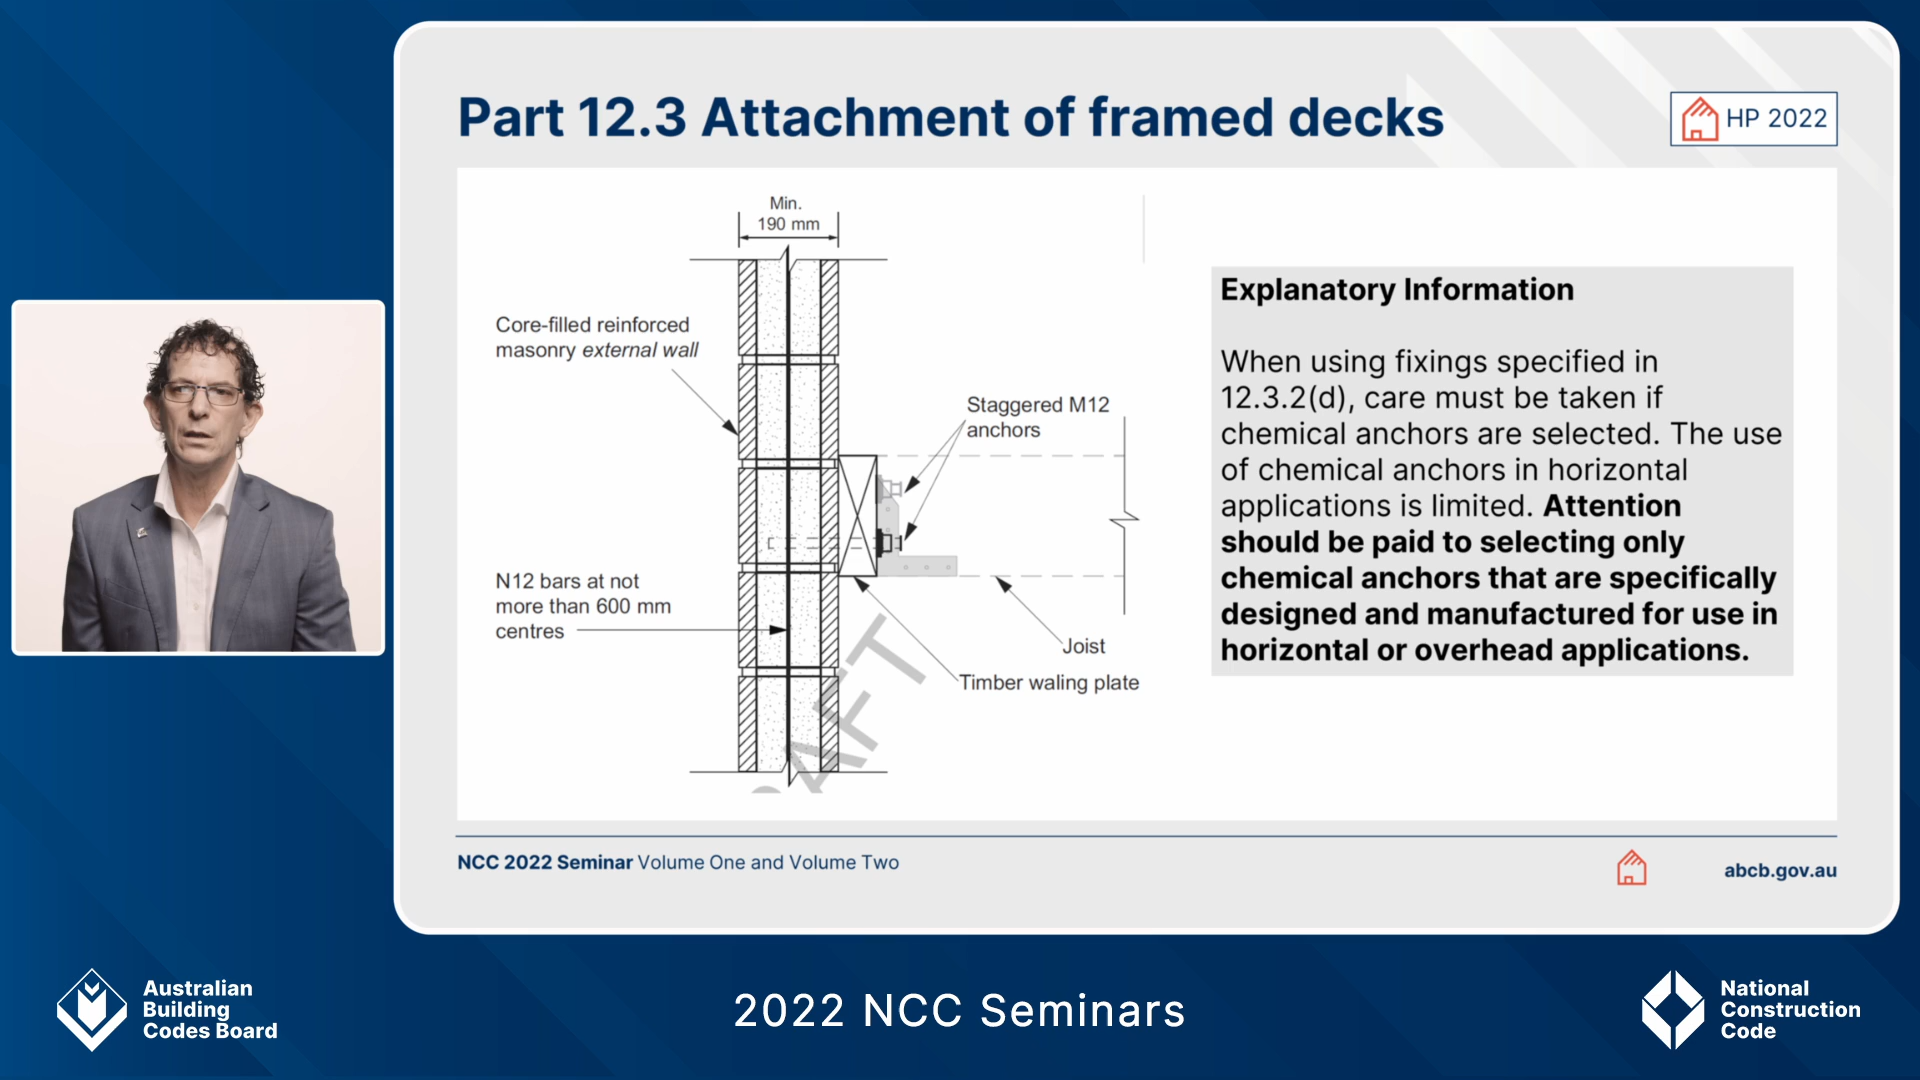 Part 12.3 Attachment of framed decks
HP 2022
Min.
190 mm
Core-filled reinforced
masonry external wall
Staggered M12
anchors
N12 bars at not
more than 600 mm
centres
Joist
Timber waling plate
AFT
Explanatory Information
When using fixings specified in
12.3.2(d), care must be taken if
chemical anchors are selected. The use
of chemical anchors in horizontal
applications is limited. Attention
should be paid to selecting only
chemical anchors that are specifically
designed and manufactured for use in
horizontal or overhead applications.
NCC 2022 Seminar Volume One and Volume Two
abcb.gov.au
Australian
Building
Codes Board
2022 NCC Seminars
National
Construction
Code